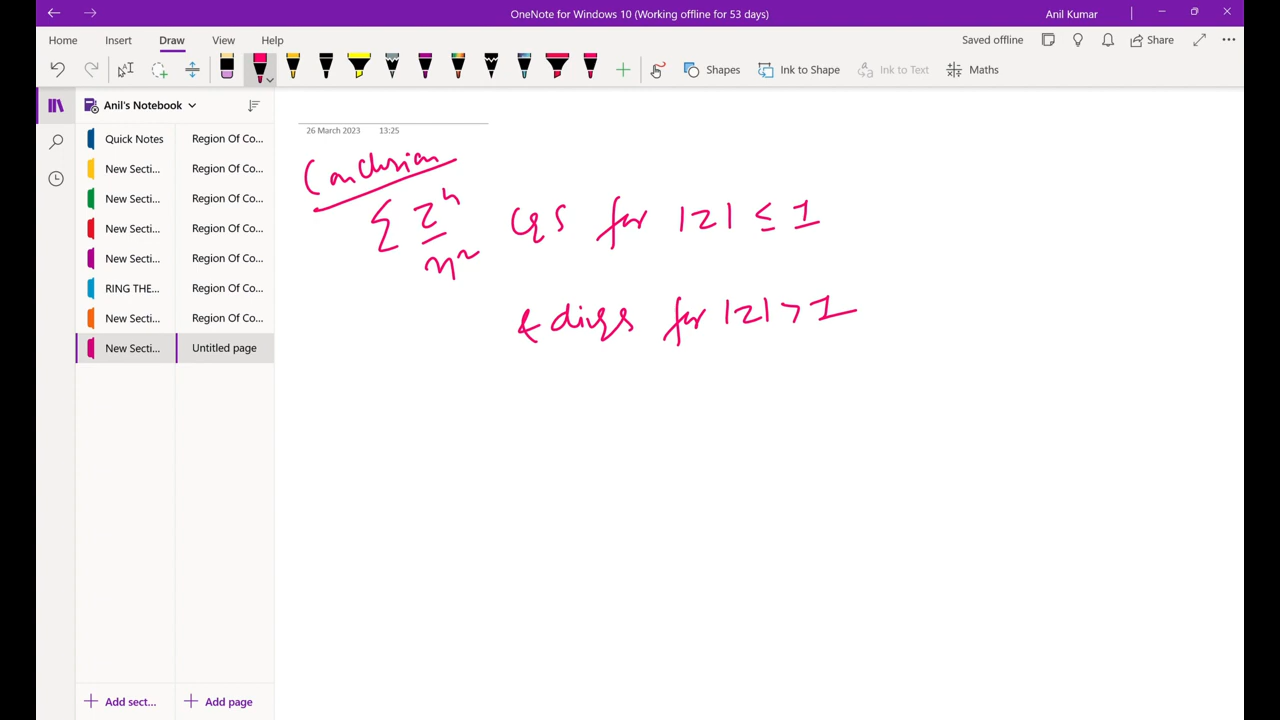 OneNote for Windows 10 (Working offline for 53 days)
Anil Kumar
Home Insert Draw View Help
Saved offline
Share
Shapes
Ink to Shape
Ink to Text
Maths
Anil's Notebook
Quick Notes
Region Of Co...
New Secti...
Region Of Co...
New Secti...
Region Of Co...
New Secti...
Region Of Co...
New Secti...
Region Of Co...
RING THE...
Region Of Co...
New Secti...
Region Of Co...
New Secti...
Untitled page
Add sect...
Add page
26 March 2023 13:25
Conclusion
Σ zⁿ/n² cgs for |z| ≤ 1
& divgs for |z| > 1